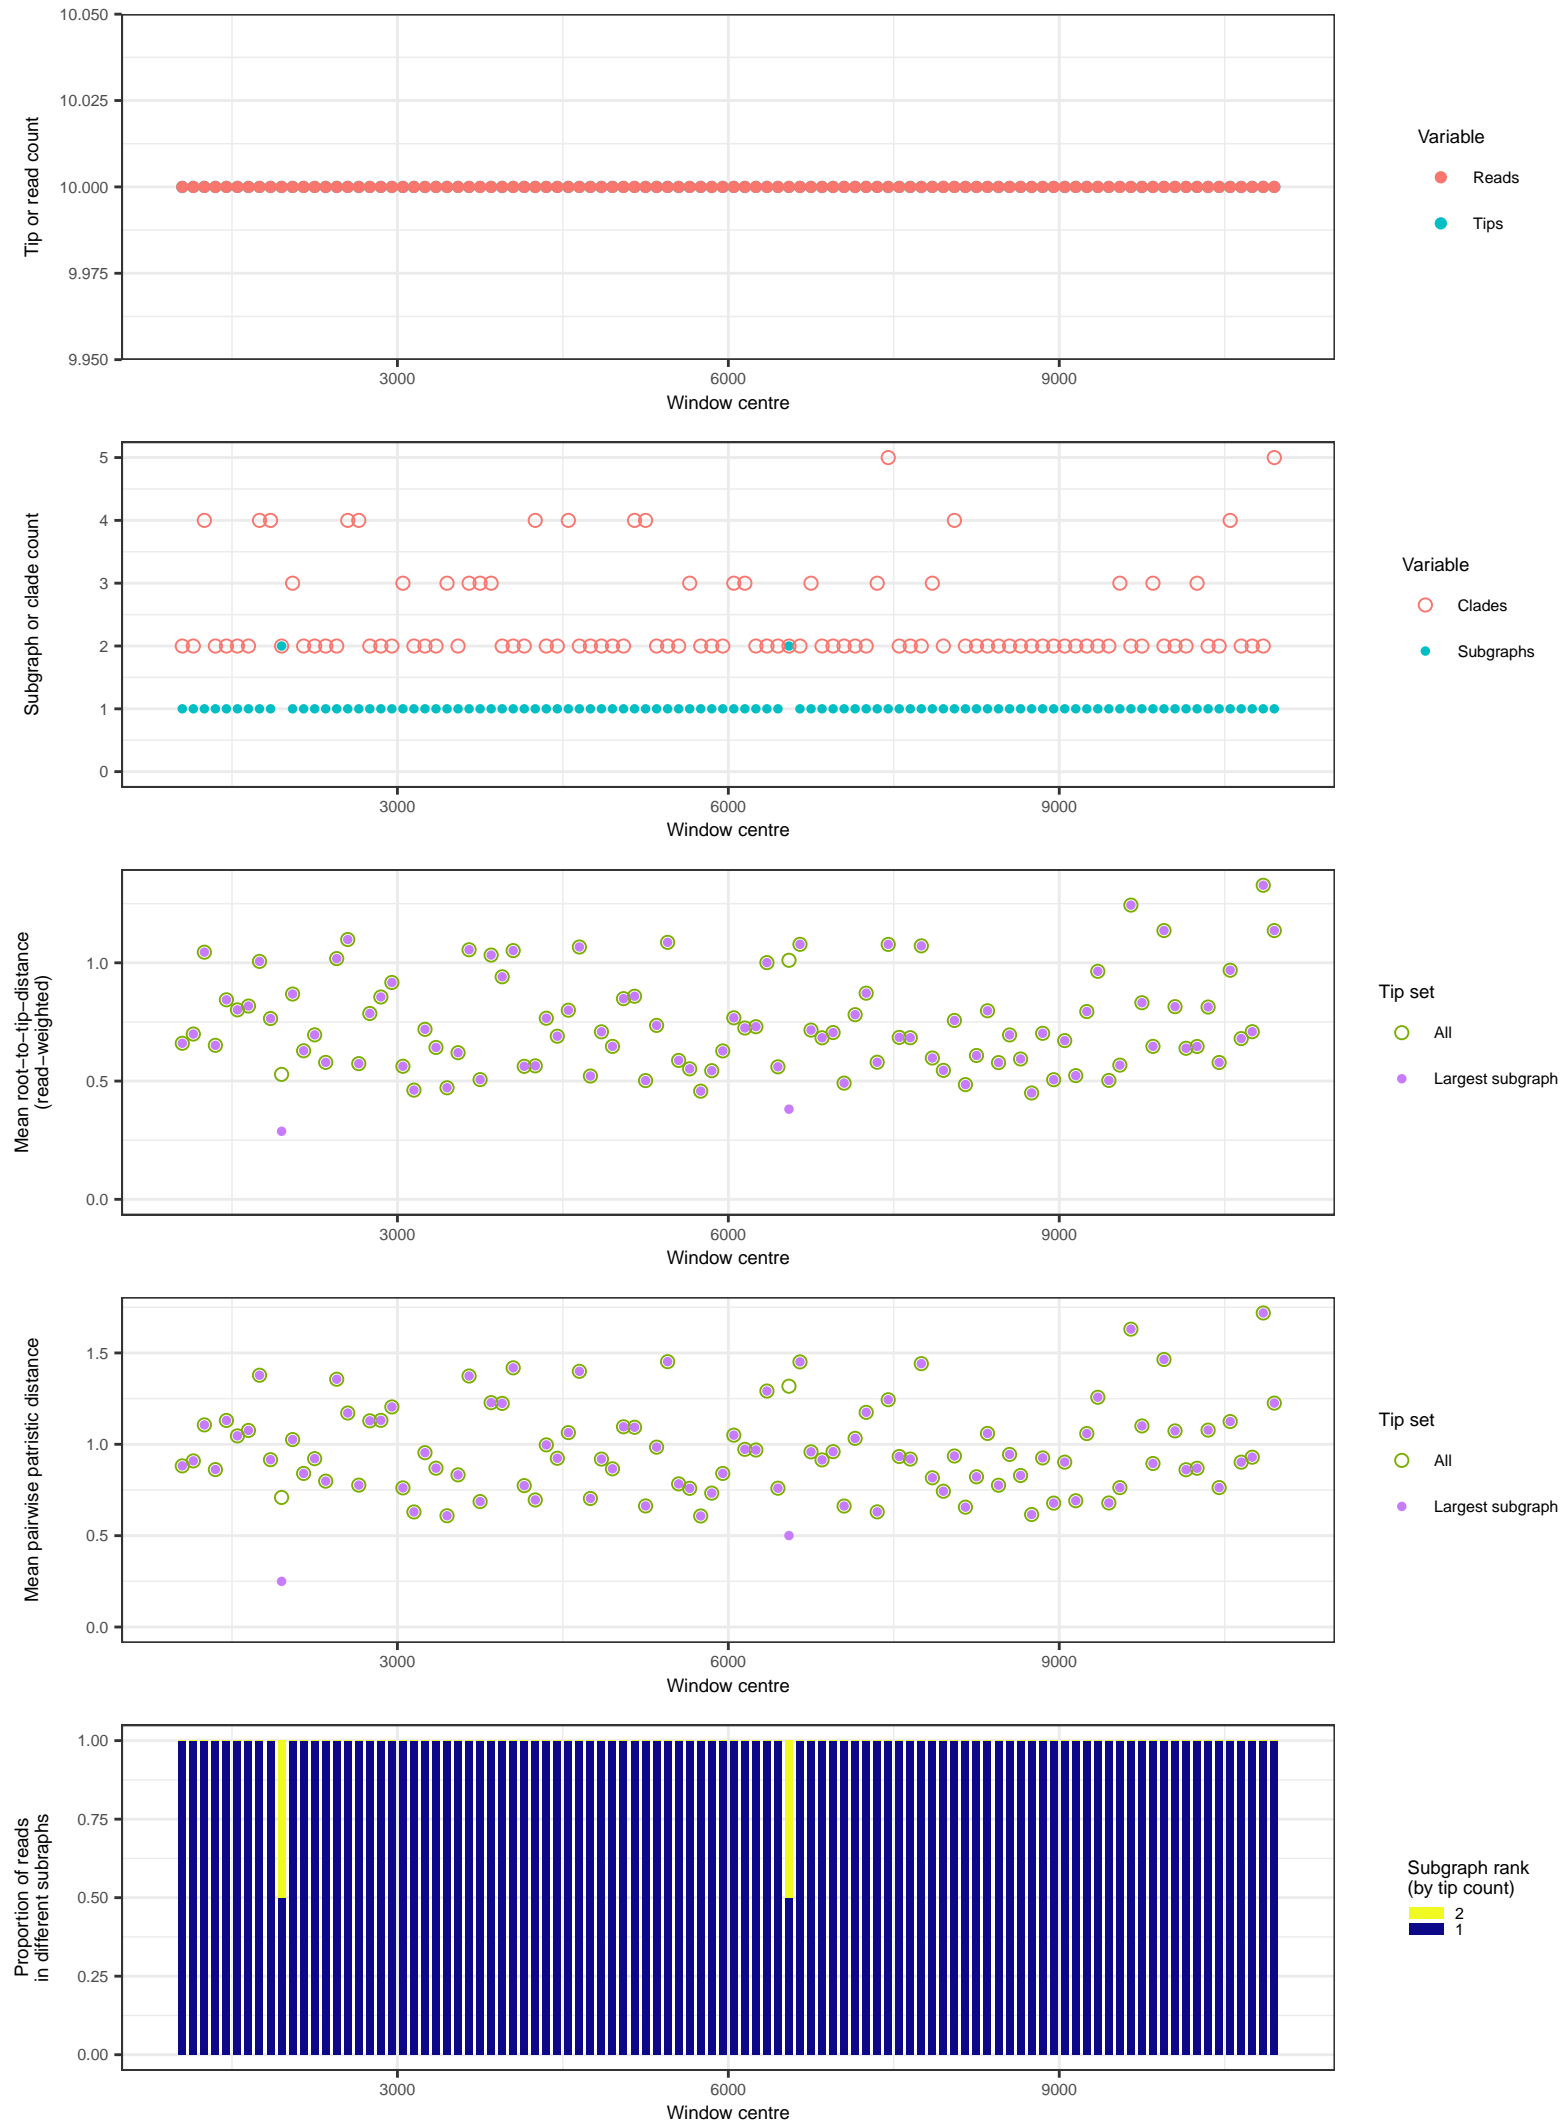 10.050
10.025
10.000
9.975
9.950
Tip or read count
3000
6000
9000
Window centre
Variable
Reads
Tips
5
4
3
2
1
0
Subgraph or clade count
3000
6000
9000
Window centre
Variable
Clades
Subgraphs
1.0
0.5
0.0
Mean root−to−tip−distance
(read−weighted)
3000
6000
9000
Window centre
Tip set
All
Largest subgraph
1.5
1.0
0.5
0.0
Mean pairwise patristic distance
3000
6000
9000
Window centre
Tip set
All
Largest subgraph
1.00
0.75
0.50
0.25
0.00
Proportion of reads
in different subraphs
3000
6000
9000
Window centre
Subgraph rank
(by tip count)
2
1